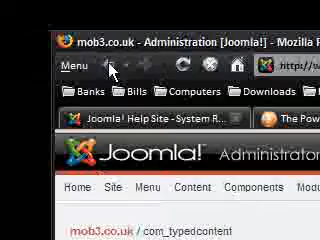 mob3.co.uk - Administration [Joomla!] - Mozilla F
Menu http://w
Banks Bills Computers Downloads
Joomla! Help Site - System R... The Pow
Joomla! Administrator
Home Site Menu Content Components Modu
mob3.co.uk / com_typedcontent